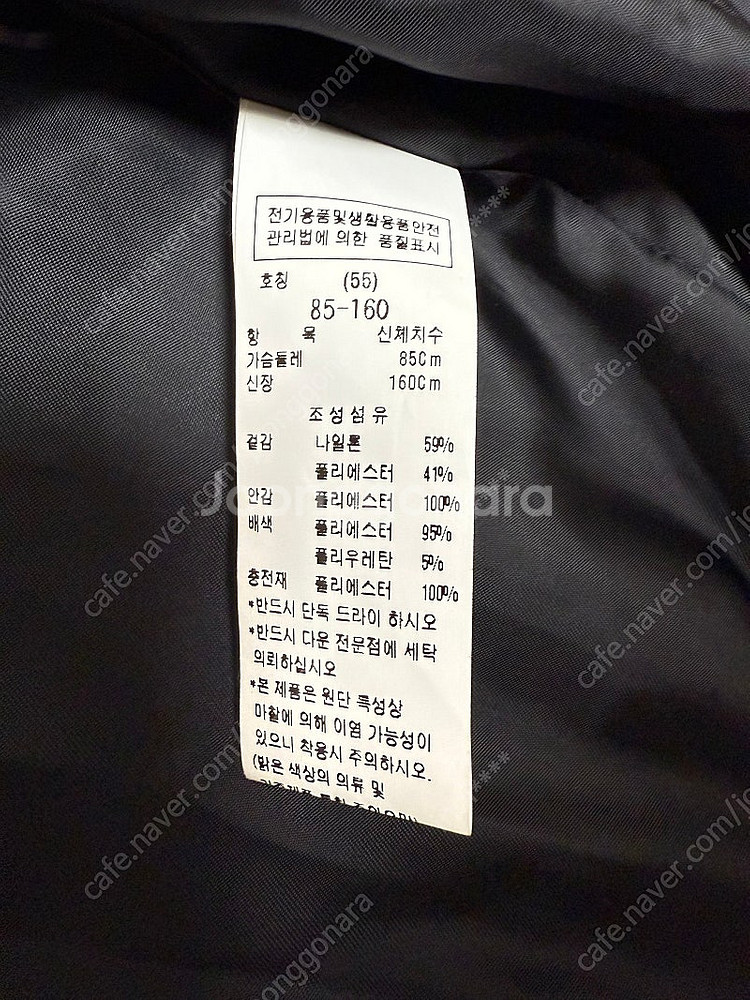 전기용품및생활용품안전
관리법에 의한 품질표시
호칭 (55)
85-160
항 목 신체치수
가슴둘레 85Cm
신장 160Cm
조성섬유
겉감 나일론 59%
폴리에스터 41%
안감 폴리에스터 100%
배색 폴리에스터 95%
폴리우레탄 5%
충전재 폴리에스터 100%
*반드시 단독 드라이 하시오
*반드시 다운 전문점에 세탁
의뢰하십시오
*본 제품은 원단 특성상
마찰에 의해 이염 가능성이
있으니 착용시 주의하시오.
(밝은 색상의 의류 및
Joonggonara
cafe.naver.com/jo